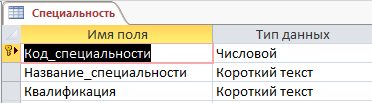 Специальность
Имя поля Тип данных
Код_специальности Числовой
Название_специальности Короткий текст
Квалификация Короткий текст